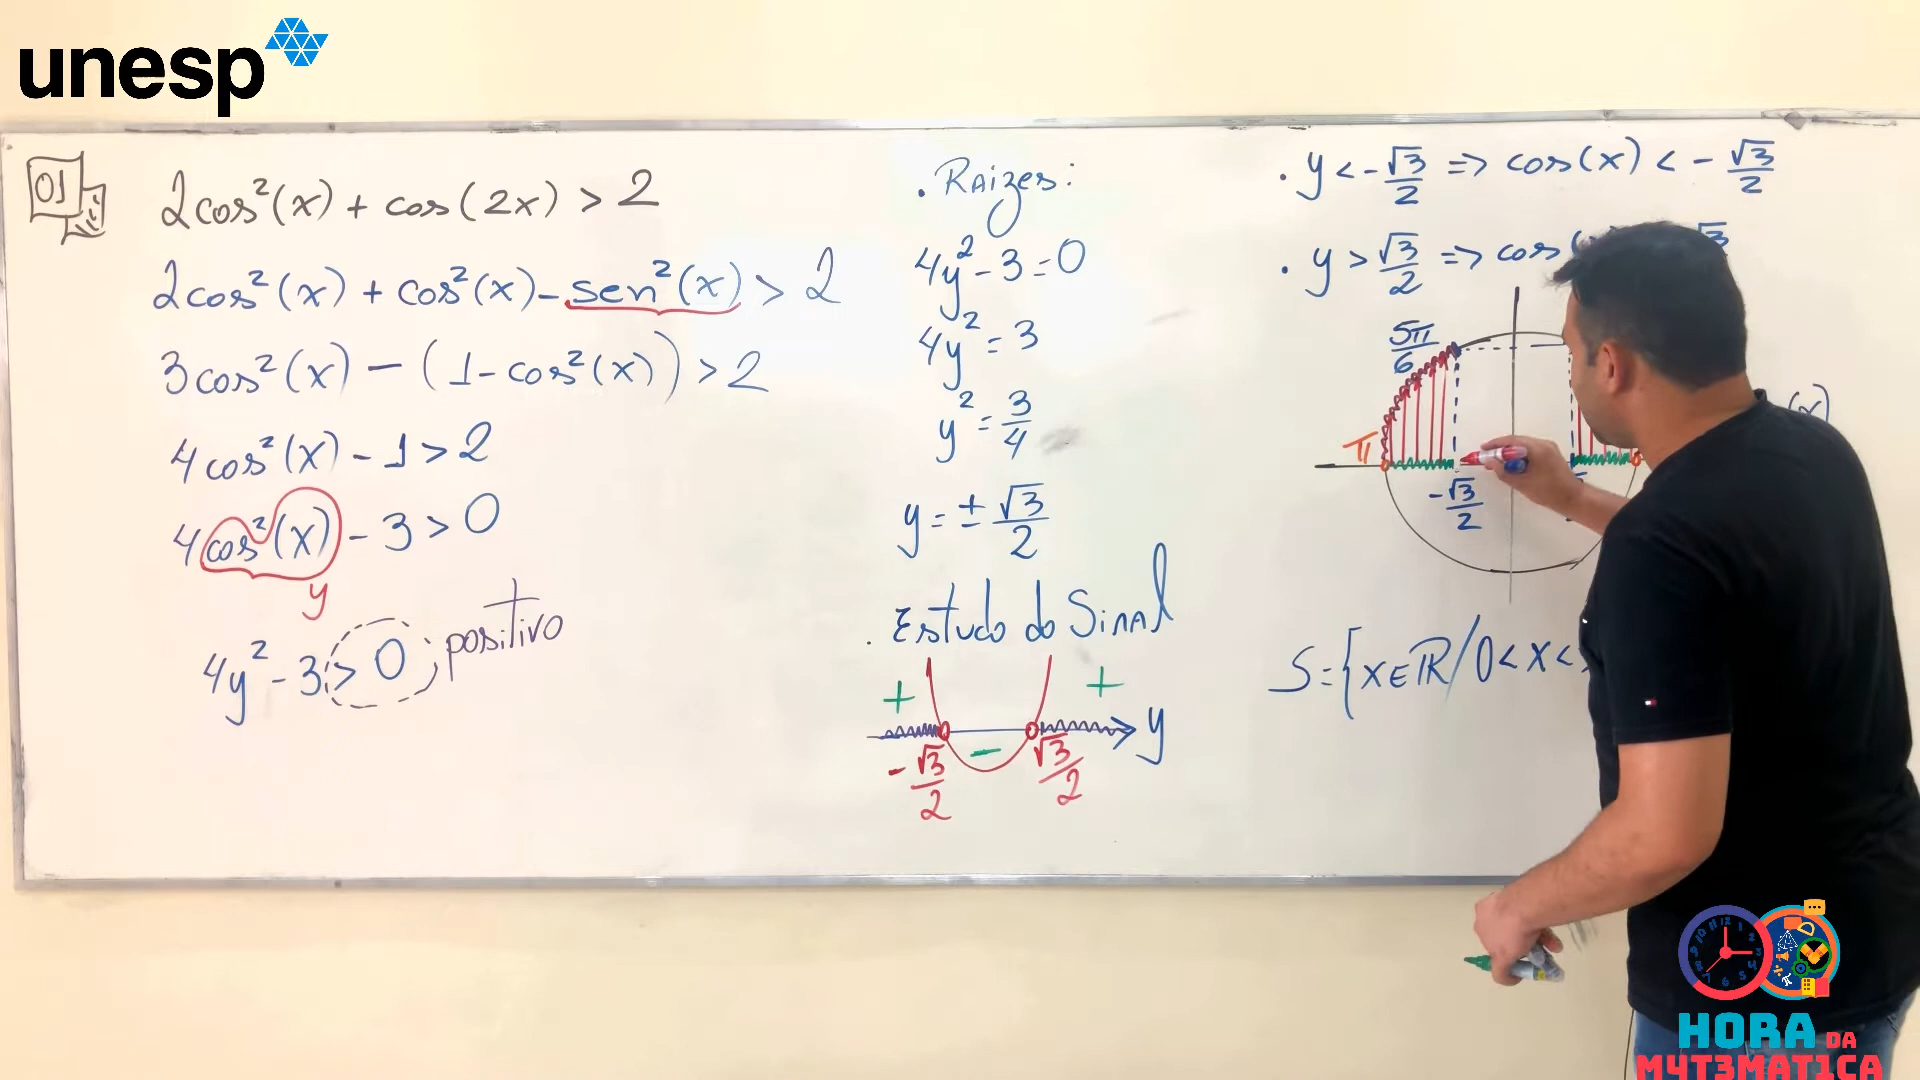 unesp
01
2cos²(x) + cos(2x) > 2
2cos²(x) + cos²(x) - sen²(x) > 2
3cos²(x) - (1 - cos²(x)) > 2
4cos²(x) - 1 > 2
4cos²(x) - 3 > 0
y
4y² - 3 > 0 positivo
. Raizes:
4y² - 3 = 0
4y² = 3
y² = 3/4
y = ± √3/2
. Estudo do Sinal
+ +
- y
- √3/2 √3/2
. y < - √3/2 => cos(x) < - √3/2
. y > √3/2 => cos √3
5π/6
(x)
π
- √3/2
S = {x ∈ ℝ / 0 < x <
HORA DA
M4T3MAT1CA